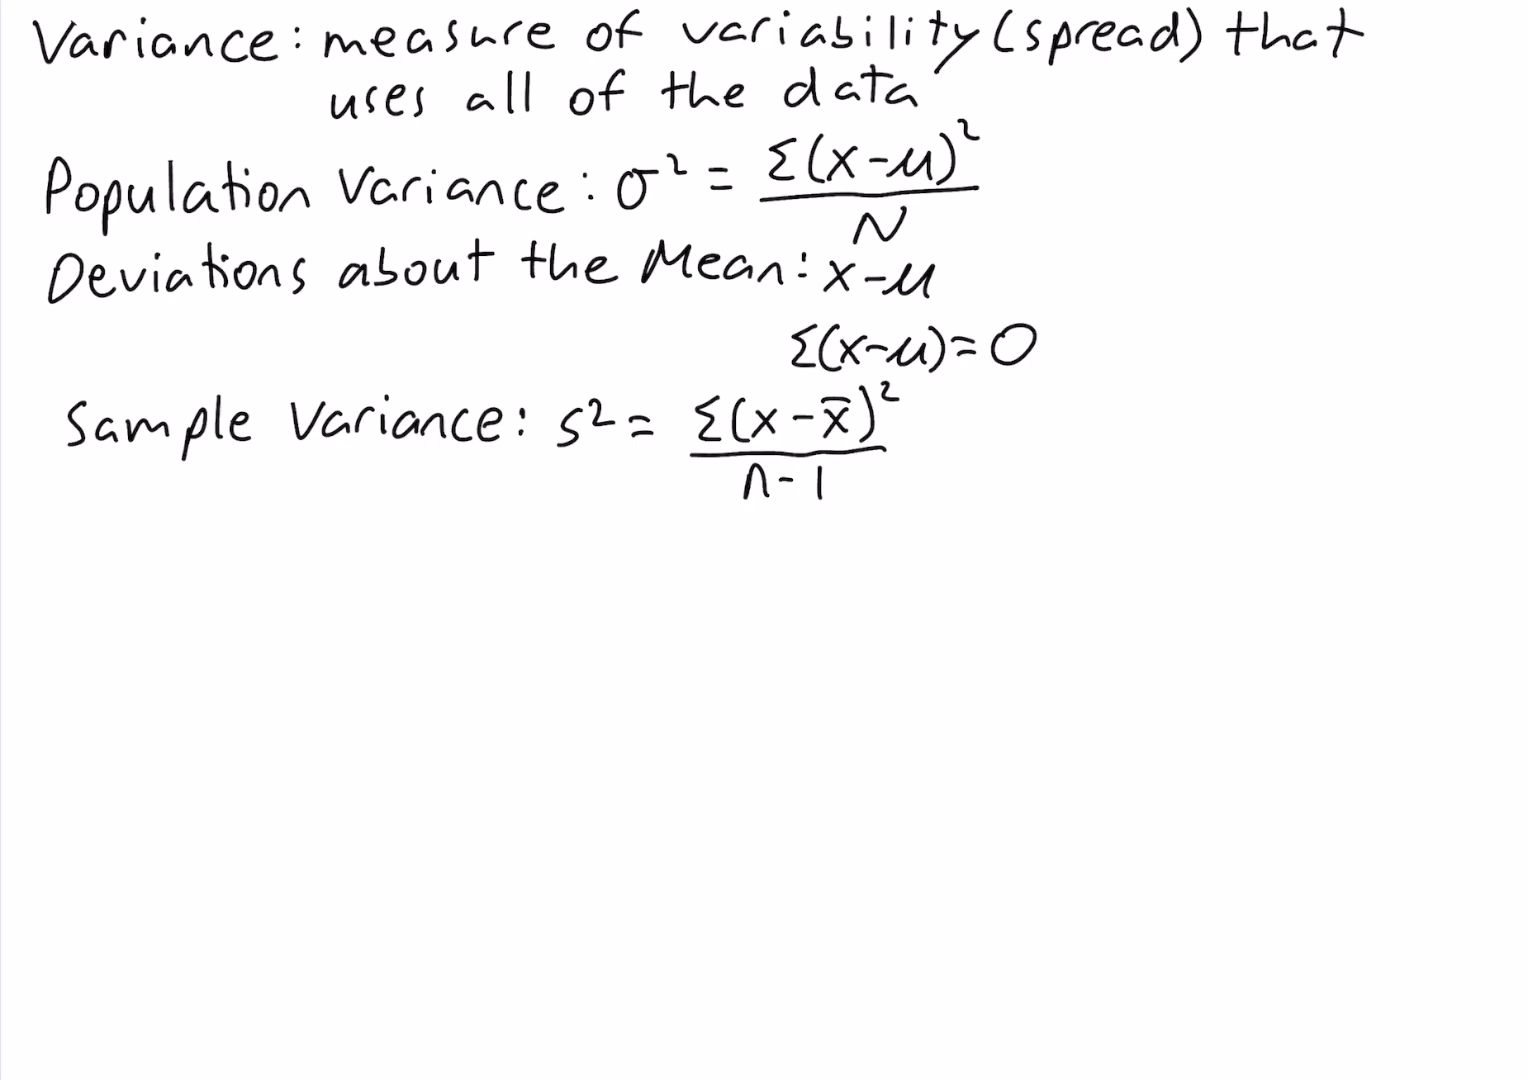 Variance: measure of variability (spread) that
uses all of the data
Population Variance: σ² = Σ(x-μ)² / N
Deviations about the Mean: x-μ
Σ(x-μ)=0
Sample Variance: s² = Σ(x-x̄)² / n-1